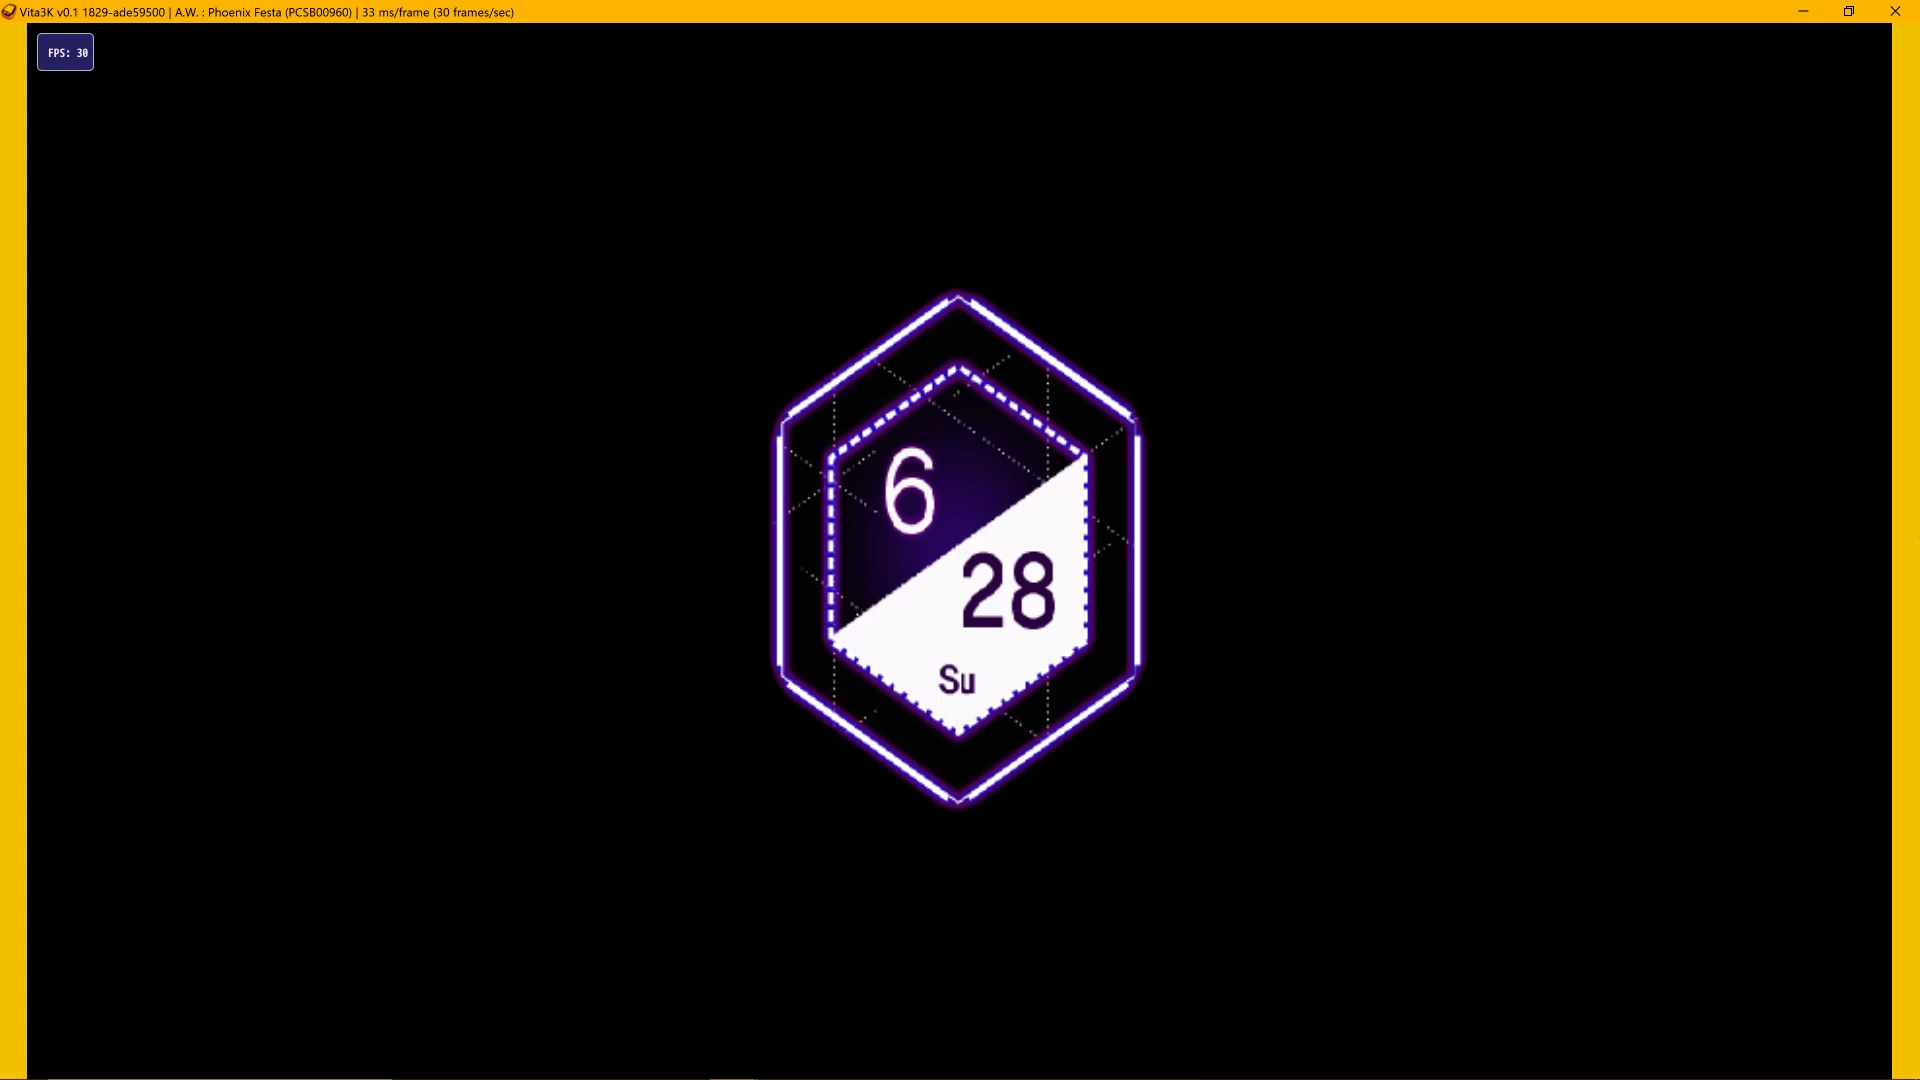 Vita3K v0.1 1829-ade59500 | A.W. : Phoenix Festa (PCSB00960) | 33 ms/frame (30 frames/sec)
FPS: 30
6
28
Su